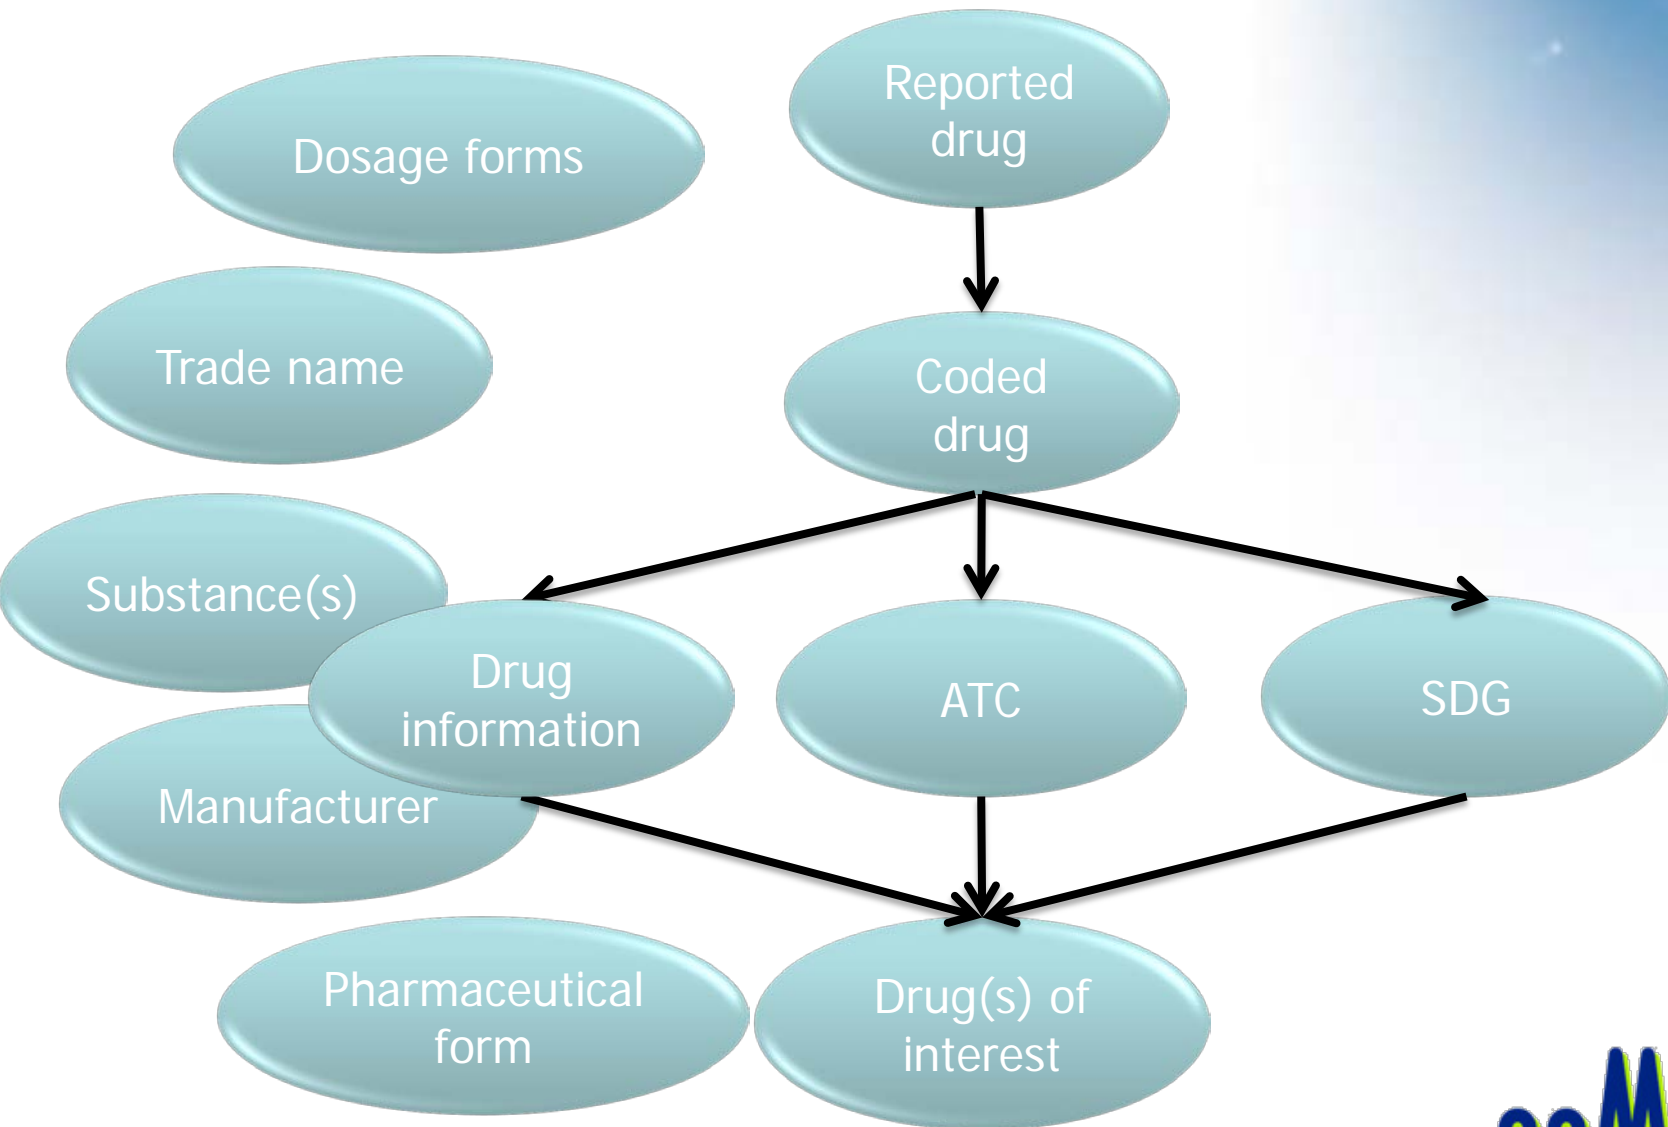 Reported
drug
Dosage forms
Trade name
Coded
drug
Substance(s)
Drug
information
ATC
SDG
Manufacturer
Pharmaceutical
form
Drug(s) of
interest